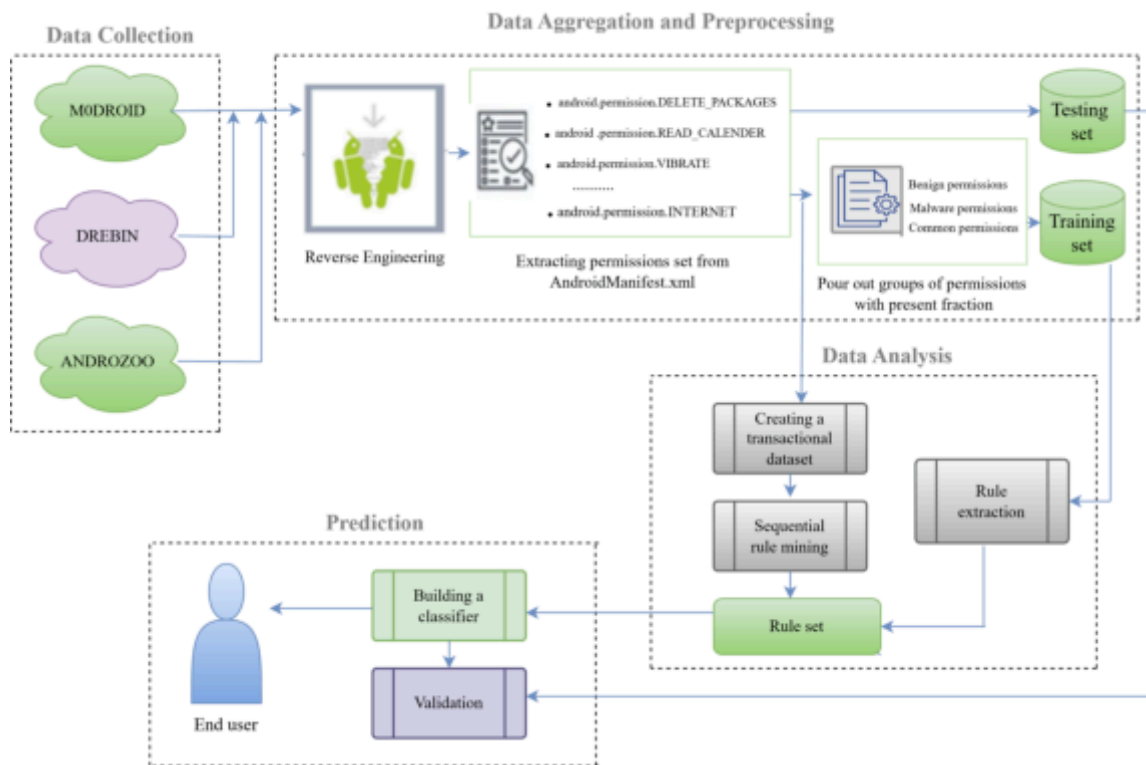 Data Collection
Data Aggregation and Preprocessing
M0DROID
DREBIN
ANDROZOO
Reverse Engineering
• android.permission.DELETE_PACKAGES
• android .permission.READ_CALENDER
• android.permission.VIBRATE
...........
• android.permission.INTERNET
Extracting permissions set from
AndroidManifest.xml
Benign permissions
Malware permissions
Common permissions
Pour out groups of permissions
with present fraction
Testing
set
Training
set
Data Analysis
Creating a
transactional
dataset
Sequential
rule mining
Rule
extraction
Rule set
Prediction
Building a
classifier
Validation
End user